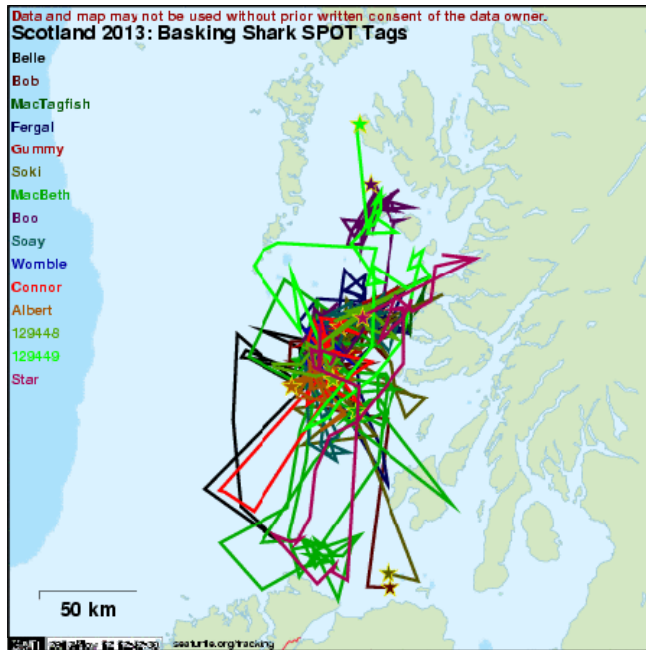 Data and map may not be used without prior written consent of the data owner.
Scotland 2013: Basking Shark SPOT Tags
Belle
Bob
MacTagfish
Fergal
Gummy
Soki
MacBeth
Boo
Soay
Womble
Connor
Albert
129448
129449
Star
50 km
seaturtle.org/tracking